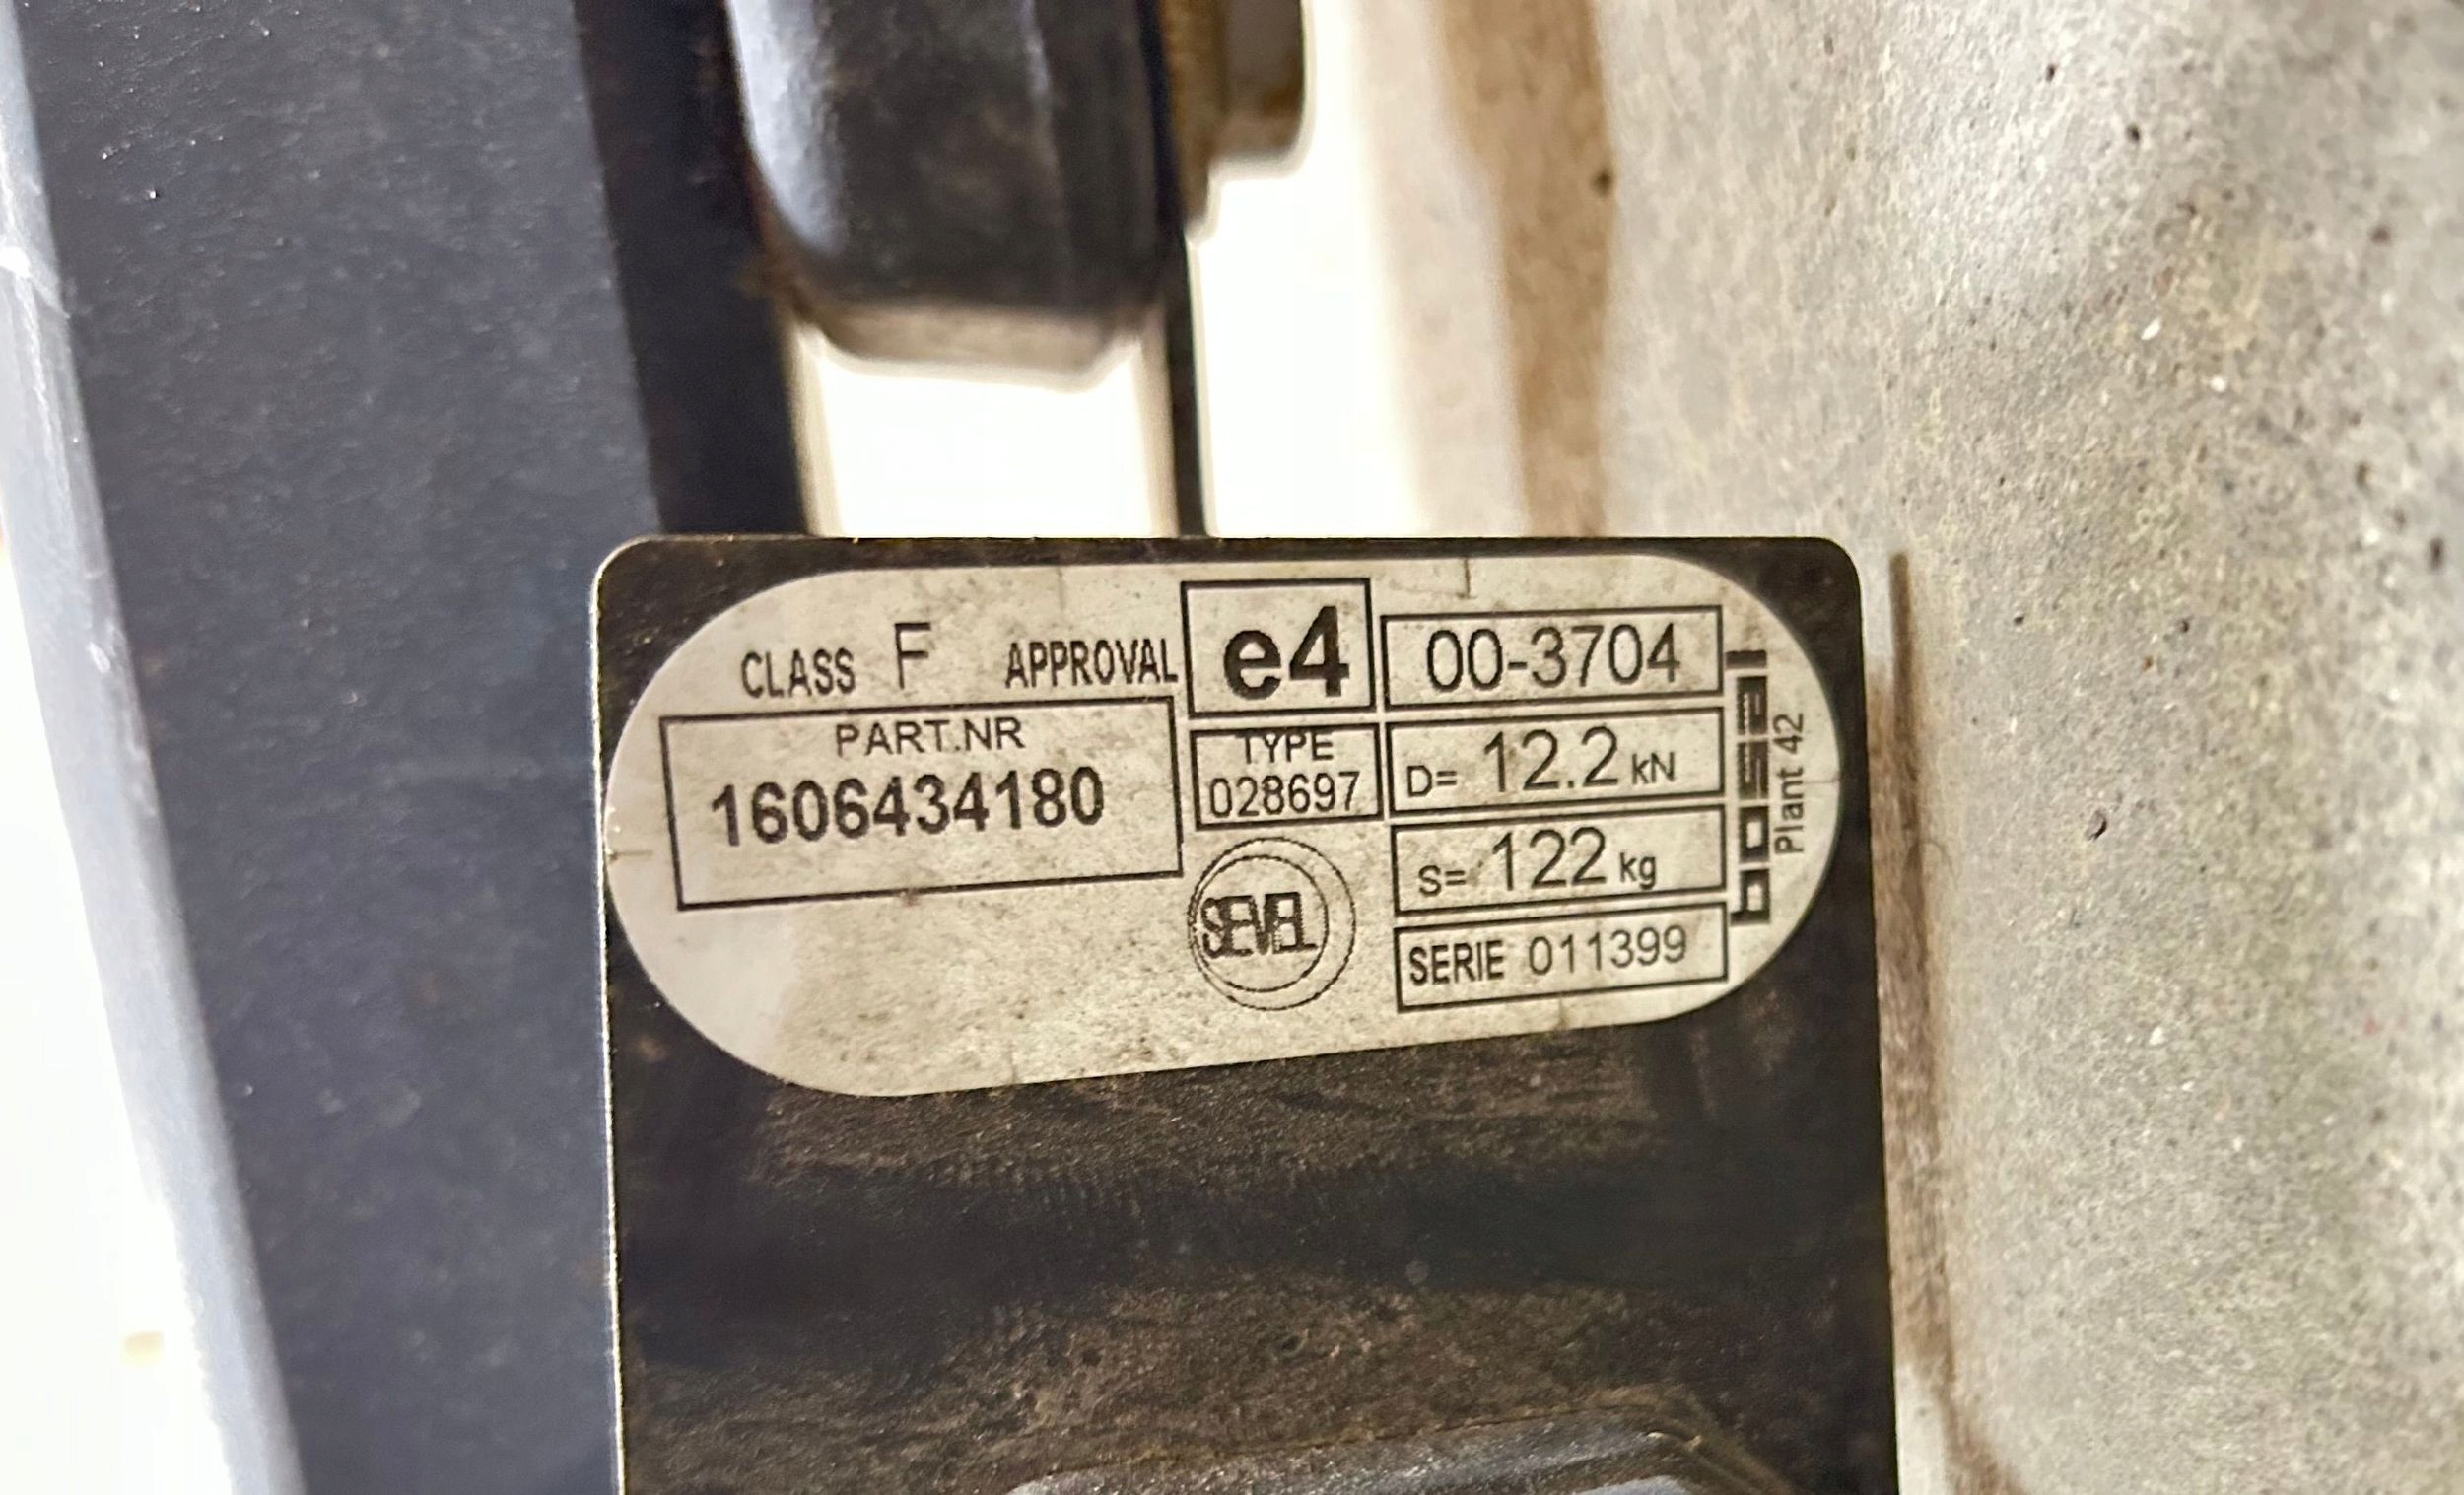 CLASS F APPROVAL e4 00-3704
PART.NR
1606434180
TYPE
028697
D= 12.2 kN
S= 122 kg
SEVEL
SERIE 011399
bosal
Plant 42